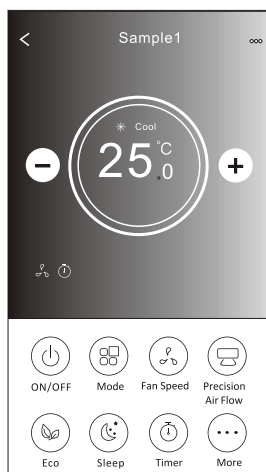 Sample1
Cool
25.0°C
ON/OFF
Mode
Fan Speed
Precision
Air Flow
Eco
Sleep
Timer
More